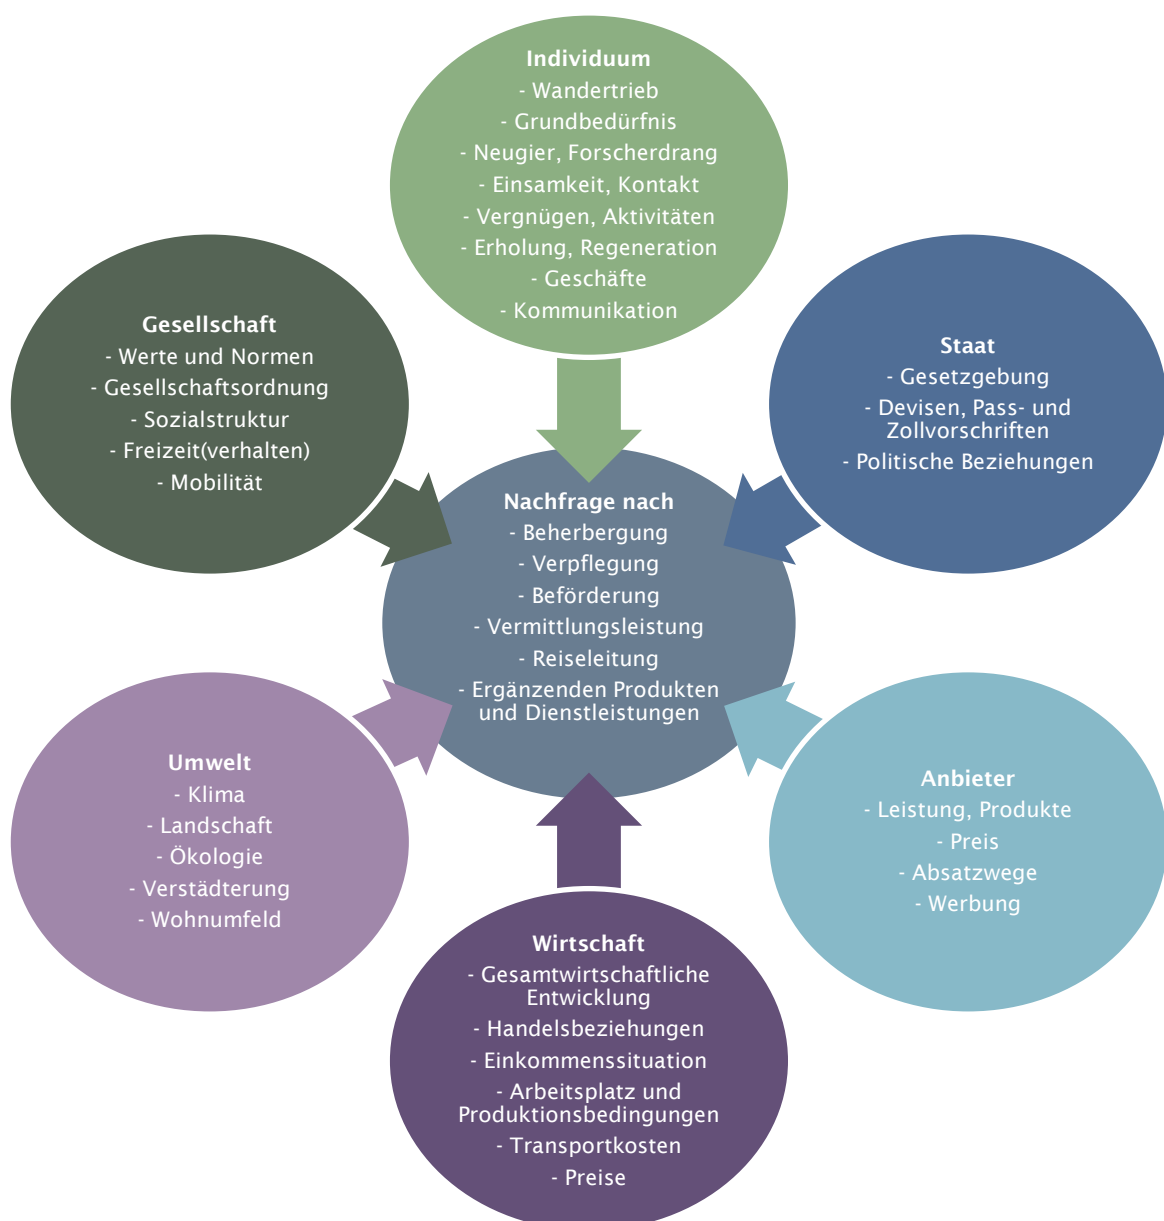 Individuum
- Wandertrieb
- Grundbedürfnis
- Neugier, Forscherdrang
- Einsamkeit, Kontakt
- Vergnügen, Aktivitäten
- Erholung, Regeneration
- Geschäfte
- Kommunikation
Gesellschaft
- Werte und Normen
- Gesellschaftsordnung
- Sozialstruktur
- Freizeit(verhalten)
- Mobilität
Staat
- Gesetzgebung
- Devisen, Pass- und
Zollvorschriften
- Politische Beziehungen
Nachfrage nach
- Beherbergung
- Verpflegung
- Beförderung
- Vermittlungsleistung
- Reiseleitung
- Ergänzenden Produkten
und Dienstleistungen
Umwelt
- Klima
- Landschaft
- Ökologie
- Verstädterung
- Wohnumfeld
Anbieter
- Leistung, Produkte
- Preis
- Absatzwege
- Werbung
Wirtschaft
- Gesamtwirtschaftliche
Entwicklung
- Handelsbeziehungen
- Einkommenssituation
- Arbeitsplatz und
Produktionsbedingungen
- Transportkosten
- Preise